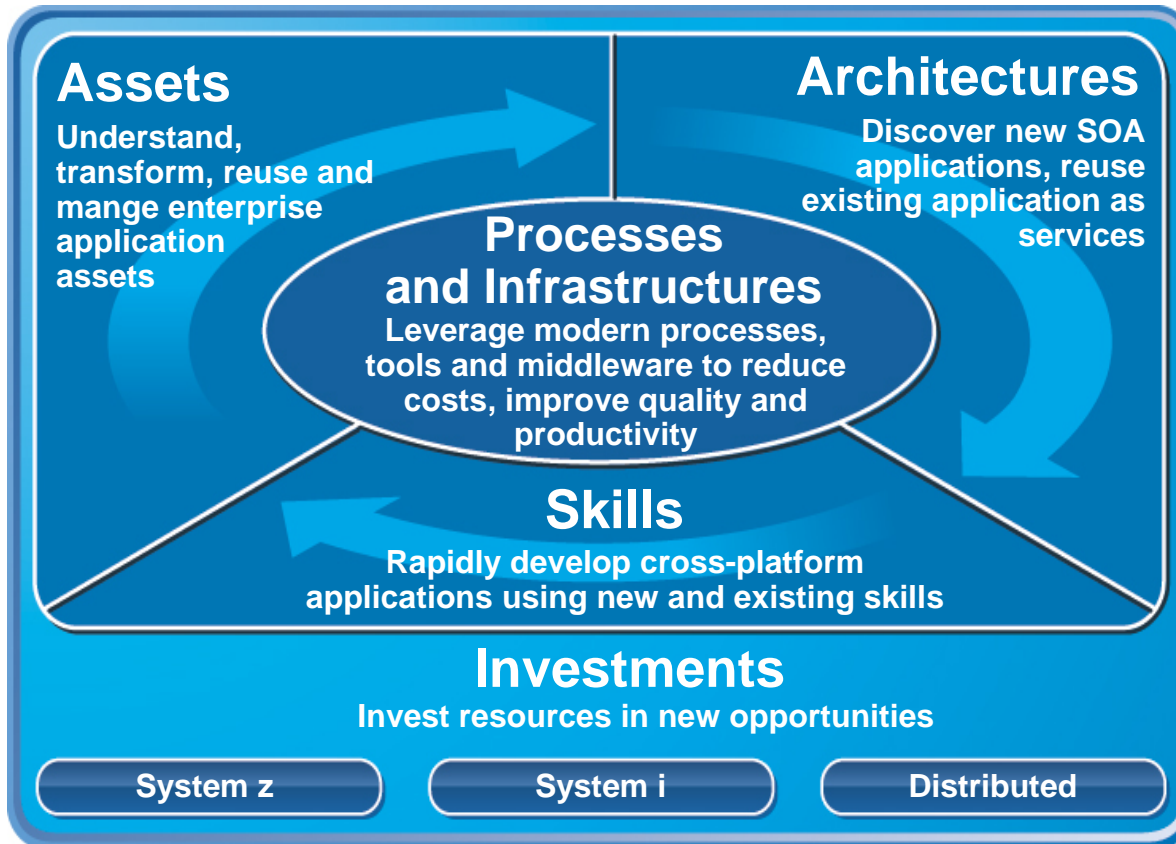 Assets
Understand,
transform, reuse and
mange enterprise
application
assets
Architectures
Discover new SOA
applications, reuse
existing application as
services
Processes
and Infrastructures
Leverage modern processes,
tools and middleware to reduce
costs, improve quality and
productivity
Skills
Rapidly develop cross-platform
applications using new and existing skills
Investments
Invest resources in new opportunities
System z
System i
Distributed